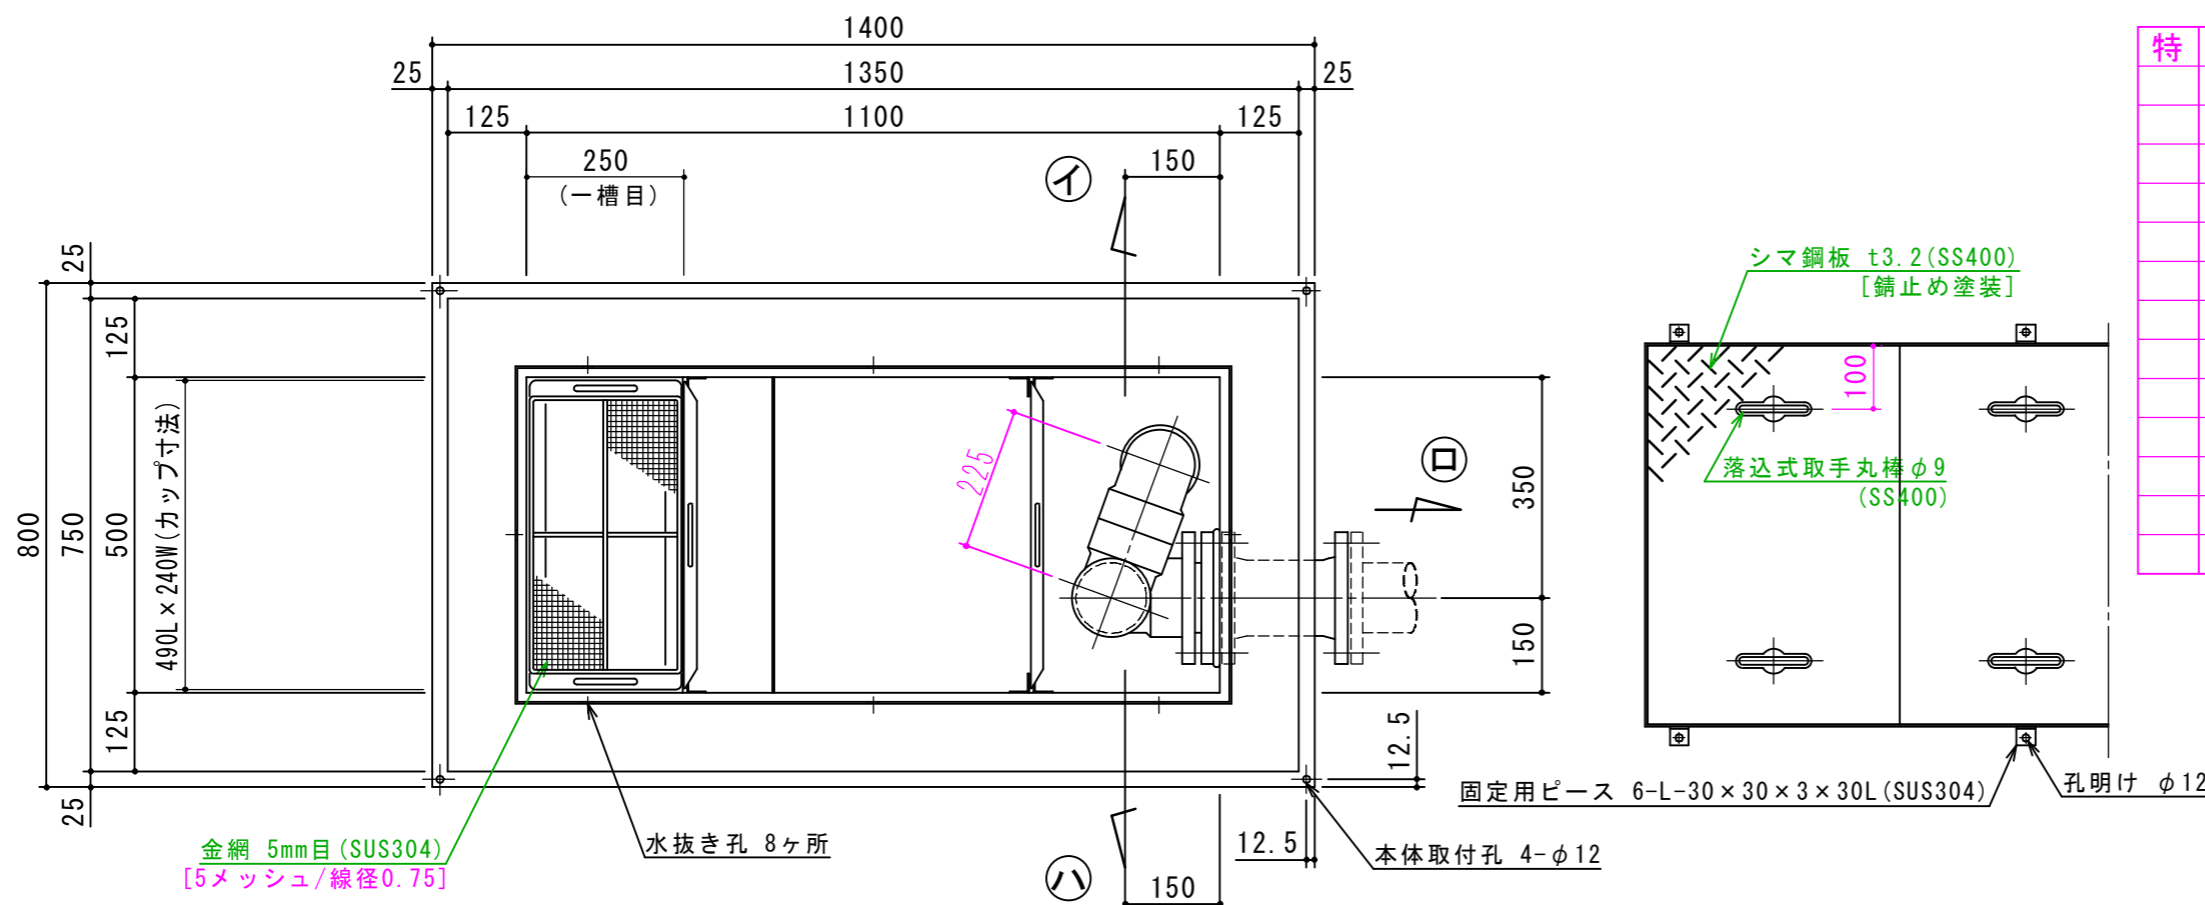 1400
25 1350 25
125 1100 125
250
(一槽目)
150
イ
特
25
125
800
750
500
490L×240W(カップ寸法)
125
25
225
ロ
350
150
12.5
12.5
ハ
150
シマ鋼板 t3.2(SS400)
[錆止め塗装]
100
落込式取手丸棒φ9
(SS400)
固定用ピース 6-L-30×30×3×30L(SUS304)
孔明け φ12
本体取付孔 4-φ12
水抜き孔 8ヶ所
金網 5mm目(SUS304)
[5メッシュ/線径0.75]